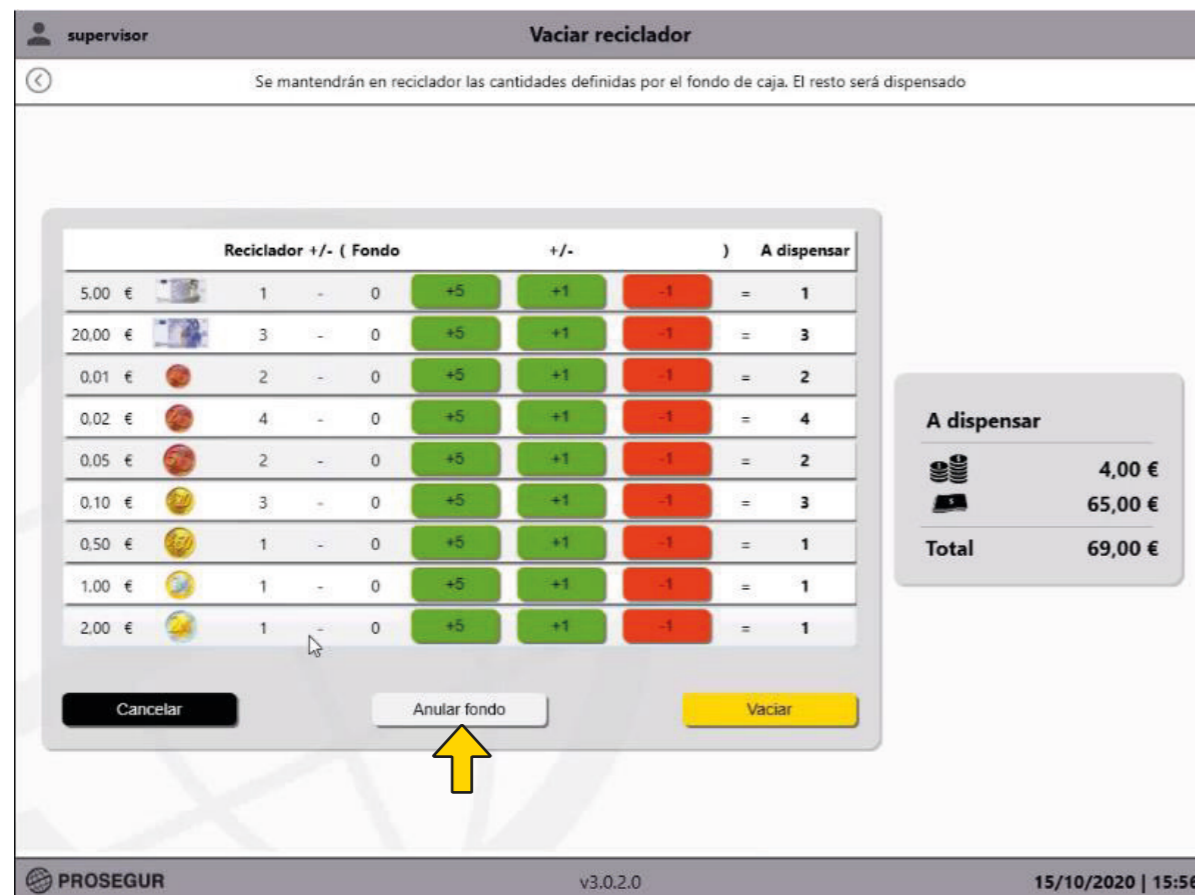 supervisor Vaciar reciclador
Se mantendrán en reciclador las cantidades definidas por el fondo de caja. El resto será dispensado
Reciclador +/- ( Fondo +/- ) A dispensar
5.00 € 1 - 0 +5 +1 -1 = 1
20,00 € 3 - 0 +5 +1 -1 = 3
0.01 € 2 - 0 +5 +1 -1 = 2
0.02 € 4 - 0 +5 +1 -1 = 4
0.05 € 2 - 0 +5 +1 -1 = 2
0,10 € 3 - 0 +5 +1 -1 = 3
0,50 € 1 - 0 +5 +1 -1 = 1
1.00 € 1 - 0 +5 +1 -1 = 1
2,00 € 1 - 0 +5 +1 -1 = 1
Cancelar Anular fondo Vaciar
A dispensar
4,00 €
65,00 €
Total 69,00 €
PROSEGUR v3.0.2.0 15/10/2020 | 15:56